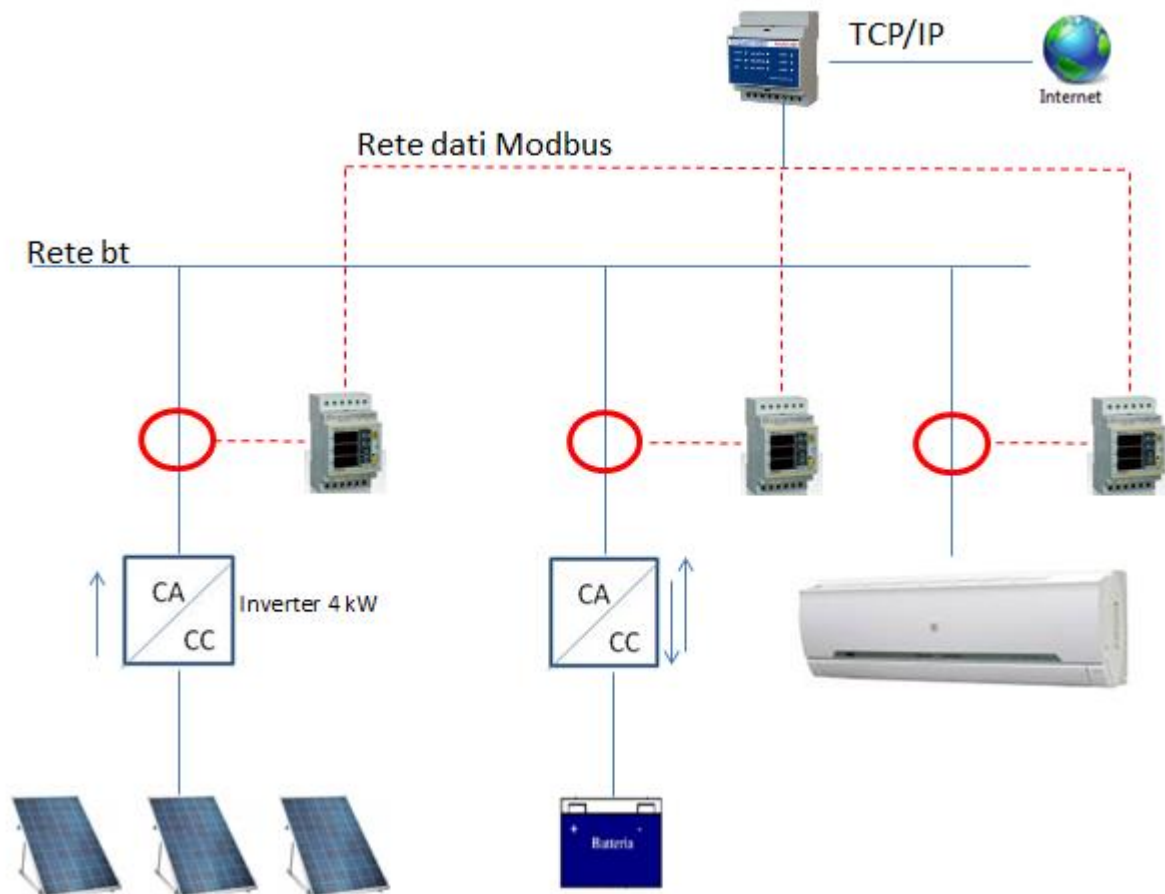 TCP/IP
Internet
Rete dati Modbus
Rete bt
CA
CC
Inverter 4 kW
CA
CC
+ -
Batteria